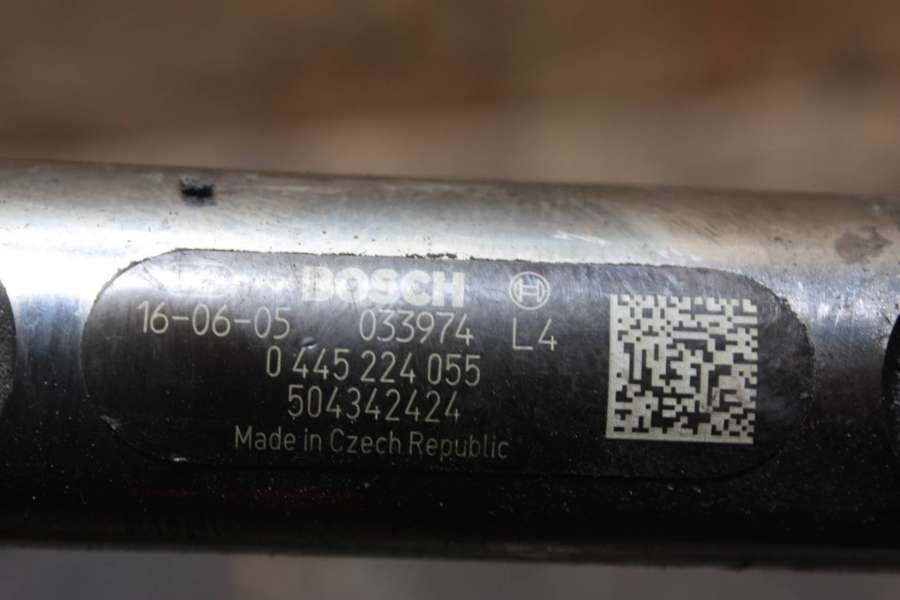 BOSCH
16-06-05 033974 L4
0 445 224 055
504342424
Made in Czech Republic